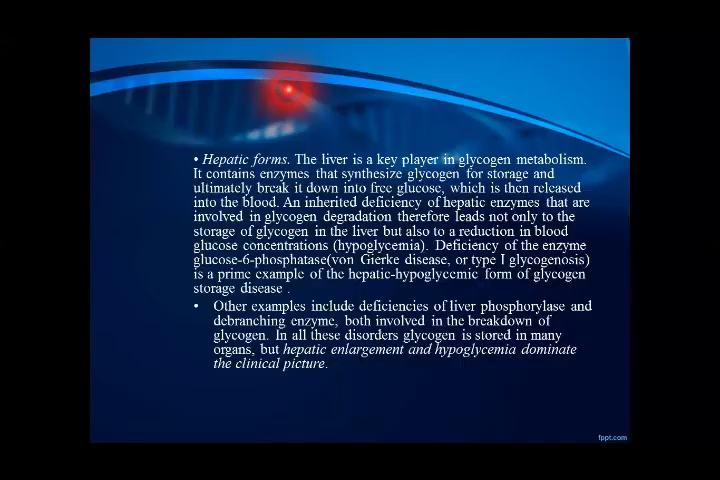 • Hepatic forms. The liver is a key player in glycogen metabolism.
It contains enzymes that synthesize glycogen for storage and
ultimately break it down into free glucose, which is then released
into the blood. An inherited deficiency of hepatic enzymes that are
involved in glycogen degradation therefore leads not only to the
storage of glycogen in the liver but also to a reduction in blood
glucose concentrations (hypoglycemia). Deficiency of the enzyme
glucose-6-phosphatase(von Gierke disease, or type I glycogenosis)
is a prime example of the hepatic-hypoglycemic form of glycogen
storage disease .
• Other examples include deficiencies of liver phosphorylase and
debranching enzyme, both involved in the breakdown of
glycogen. In all these disorders glycogen is stored in many
organs, but hepatic enlargement and hypoglycemia dominate
the clinical picture.
fppt.com